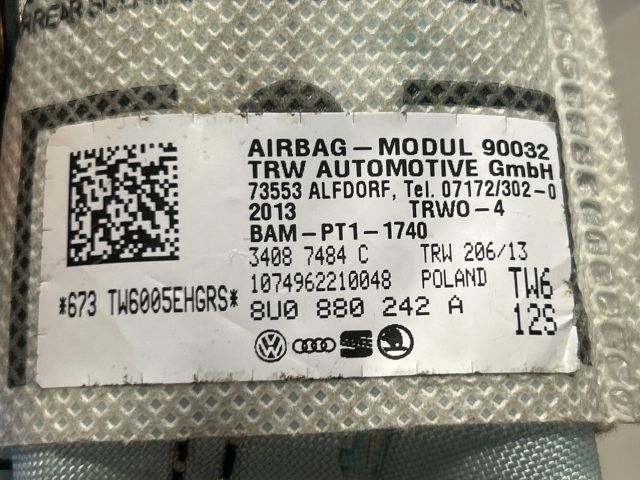 AIRBAG - MODUL 90032
TRW AUTOMOTIVE GmbH
73553 ALFDORF, Tel. 07172/302-0
2013 TRWO - 4
BAM-PT1-1740
3408 7484 C TRW 206/13
1074962210048 POLAND
8U0 880 242 A
TW6
12S
*673 TW6005EHGRS*